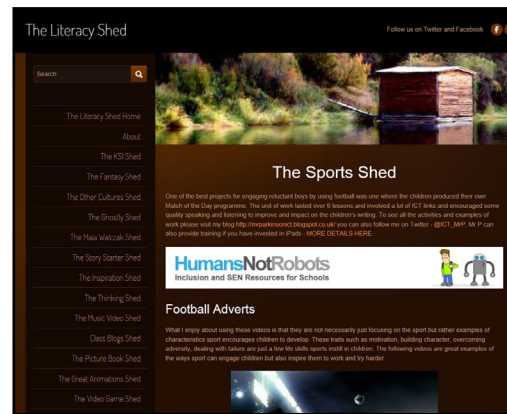 The Literacy Shed
Follow us on Twitter and Facebook
Search
The Literacy Shed Home
About
The KS1 Shed
The Fantasy Shed
The Other Cultures Shed
The Ghostly Shed
The Maia Walczak Shed
The Story Starter Shed
The Inspiration Shed
The Thinking Shed
The Music Video Shed
Class Blogs Shed
The Picture Book Shed
The Great Animations Shed
The Video Game Shed
The Sports Shed
One of the best projects for engaging reluctant boys by using football was one where the children produced their own
Match of the Day programme. The unit of work lasted over 6 lessons and involved a lot of ICT links and encouraged some
quality speaking and listening to improve and impact on the children's writing. To see all the activities and examples of
work please visit my blog http://mrparkinsonict.blogspot.co.uk/ you can also follow me on Twitter - @ICT_MrP. Mr P can
also provide training if you have invested in iPads - MORE DETAILS HERE.
HumansNotRobots
Inclusion and SEN Resources for Schools
Football Adverts
What I enjoy about using these videos is that they are not necessarily just focusing on the sport but rather examples of
characteristics sport encourages children to develop. These traits such as motivation, building character, overcoming
adversity, dealing with failure are just a few life skills sports instill in children. The following videos are great examples of
the ways sport can engage children but also inspire them to work and try harder.